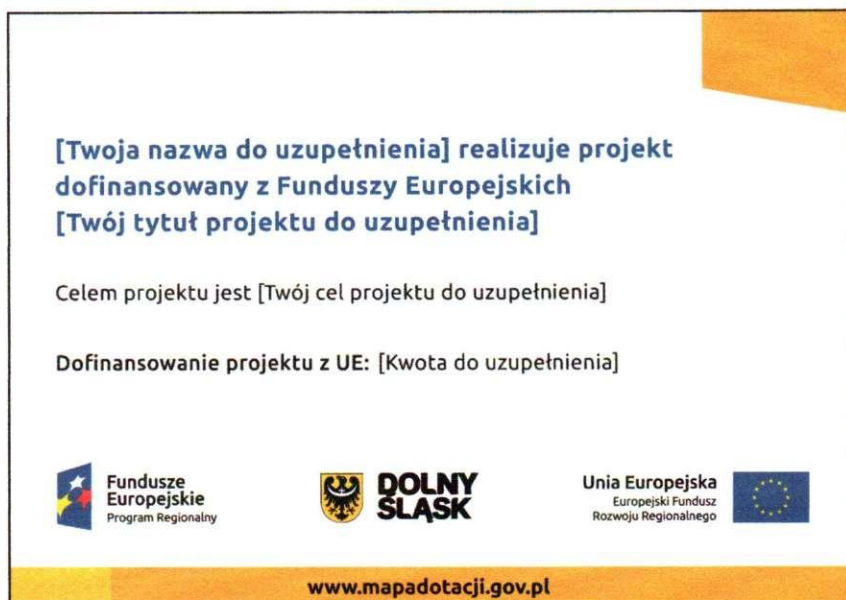 [Twoja nazwa do uzupełnienia] realizuje projekt
dofinansowany z Funduszy Europejskich
[Twój tytuł projektu do uzupełnienia]
Celem projektu jest [Twój cel projektu do uzupełnienia]
Dofinansowanie projektu z UE: [Kwota do uzupełnienia]
Fundusze
Europejskie
Program Regionalny
DOLNY
ŚLĄSK
Unia Europejska
Europejski Fundusz
Rozwoju Regionalnego
www.mapadotacji.gov.pl